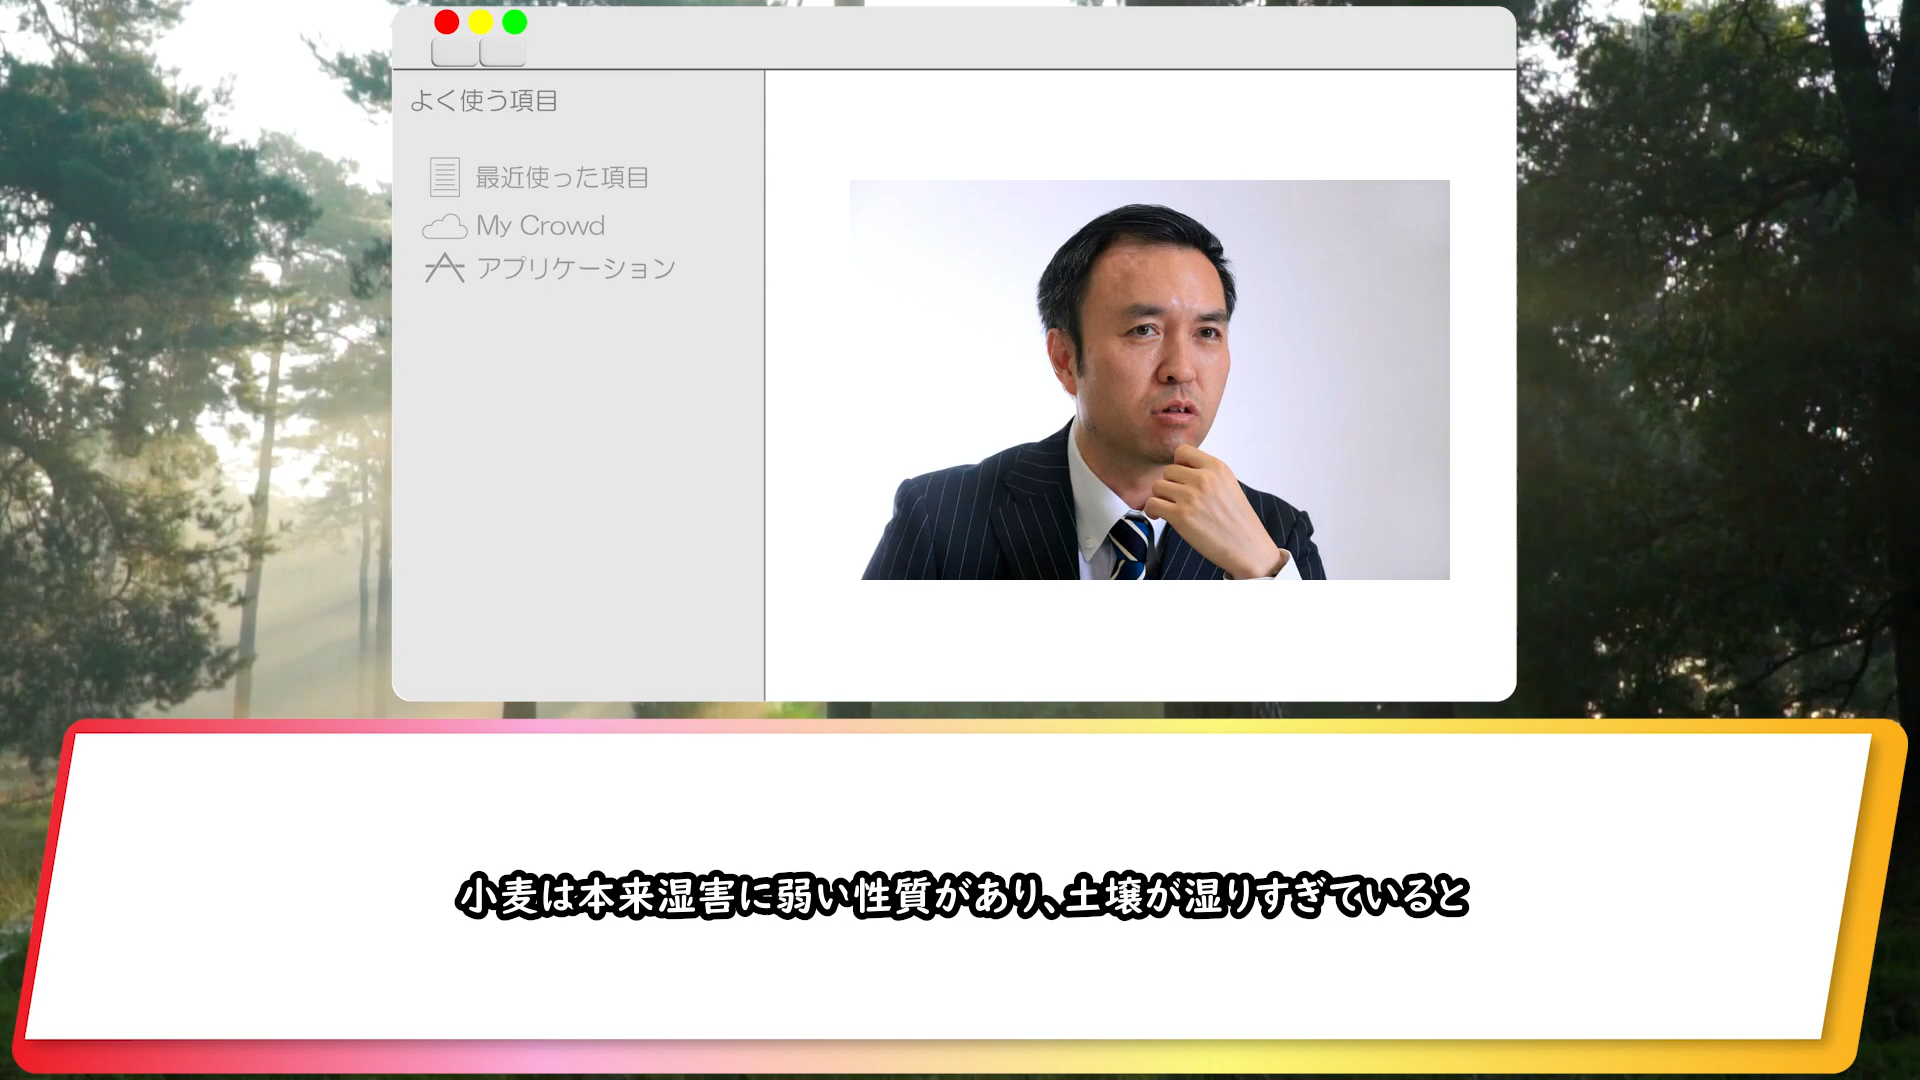 よく使う項目
最近使った項目
My Crowd
アプリケーション
小麦は本来湿害に弱い性質があり、土壌が湿りすぎていると